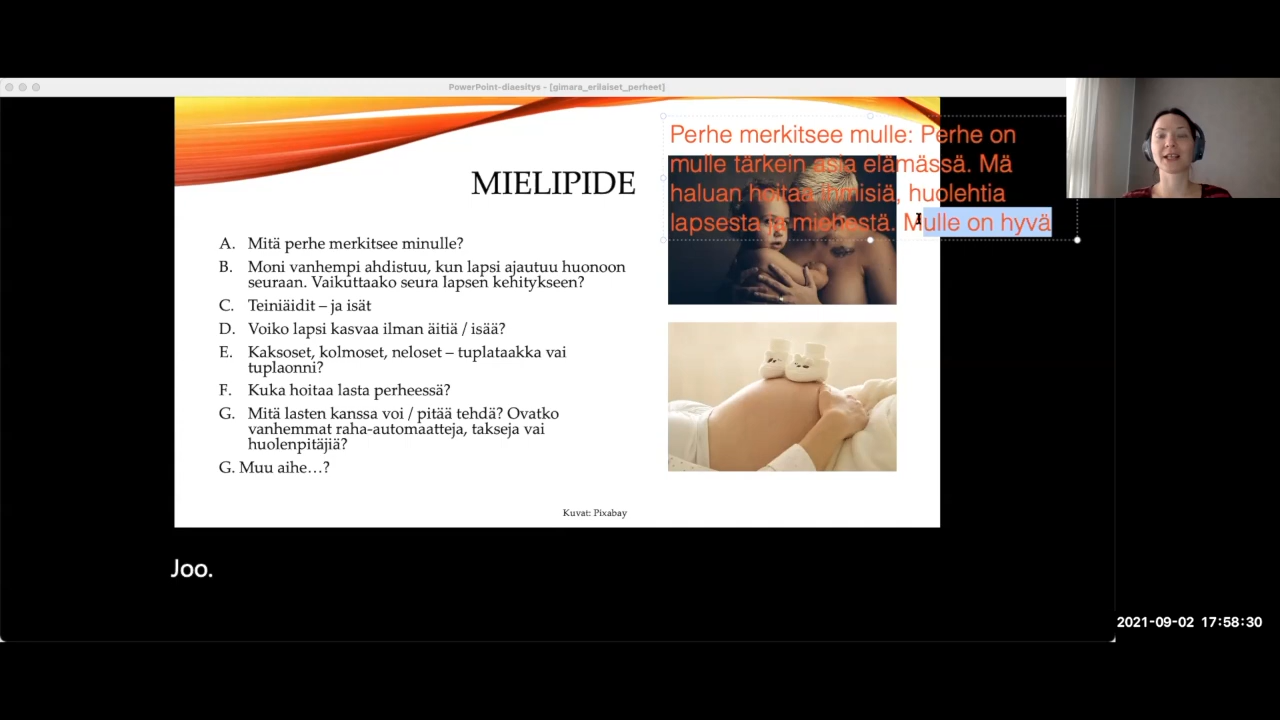 PowerPoint-diaesitys - [gimara_erilaiset_perheet]
MIELIPIDE
A. Mitä perhe merkitsee minulle?
B. Moni vanhempi ahdistuu, kun lapsi ajautuu huonoon
seuraan. Vaikuttaako seura lapsen kehitykseen?
C. Teiniäidit – ja isät
D. Voiko lapsi kasvaa ilman äitiä / isää?
E. Kaksoset, kolmoset, neloset – tuplataakka vai
tuplaonni?
F. Kuka hoitaa lasta perheessä?
G. Mitä lasten kanssa voi / pitää tehdä? Ovatko
vanhemmat raha-automaatteja, takseja vai
huolenpitäjiä?
G. Muu aihe…?
Kuvat: Pixabay
Perhe merkitsee mulle: Perhe on
mulle tärkein asia elämässä. Mä
haluan hoitaa ihmisiä, huolehtia
lapsesta ja miehestä. Mulle on hyvä
Joo.
2021-09-02 17:58:30